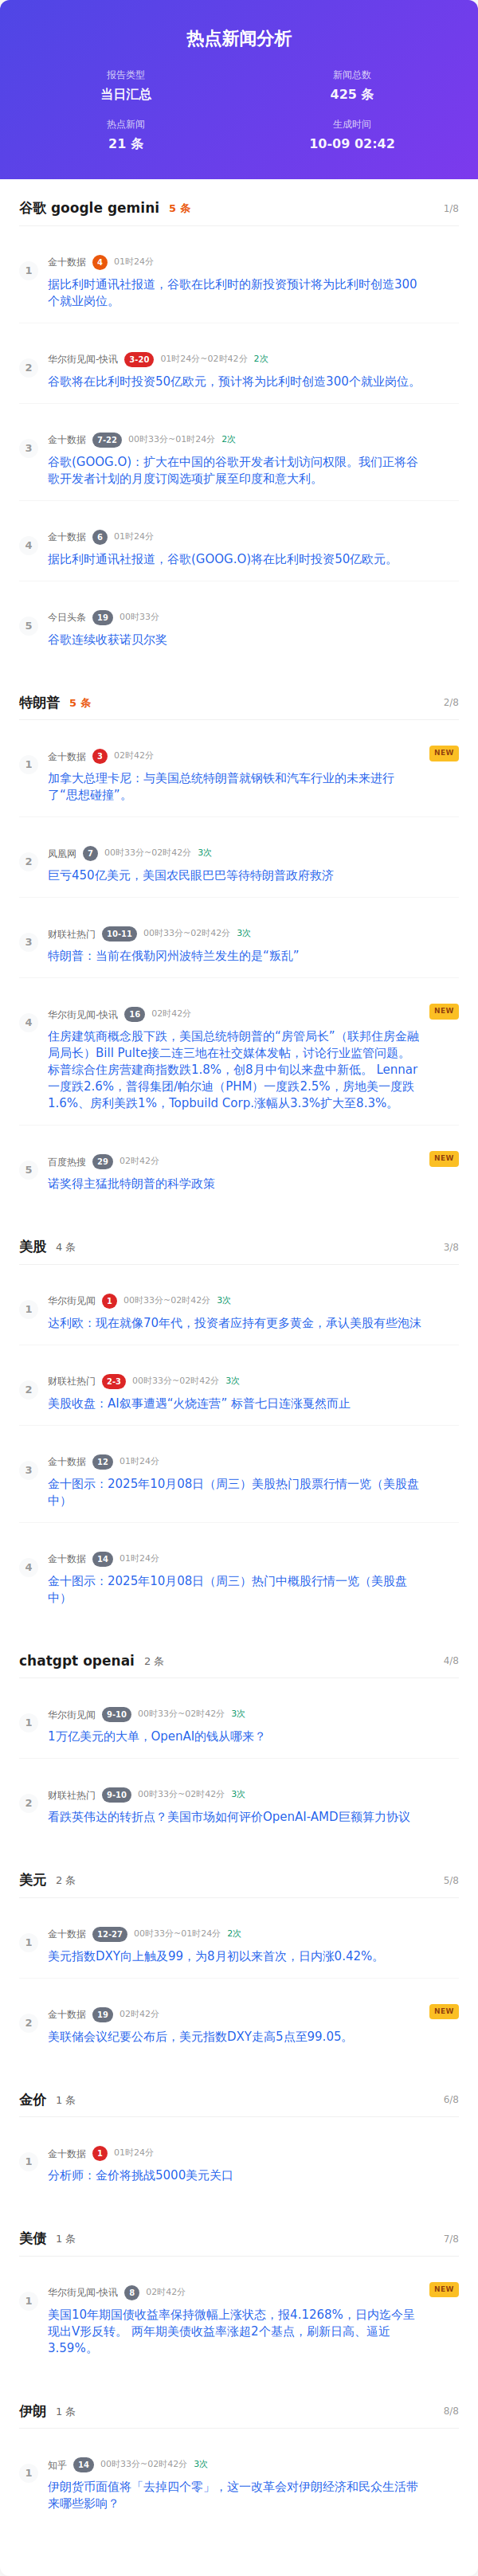 热点新闻分析
报告类型
当日汇总
新闻总数
425 条
热点新闻
21 条
生成时间
10-09 02:42
谷歌 google gemini 5 条 1/8
1
金十数据 4 01时24分
据比利时通讯社报道，谷歌在比利时的新投资预计将为比利时创造300
个就业岗位。
2
华尔街见闻-快讯 3-20 01时24分~02时42分 2次
谷歌将在比利时投资50亿欧元，预计将为比利时创造300个就业岗位。
3
金十数据 7-22 00时33分~01时24分 2次
谷歌(GOOG.O)：扩大在中国的谷歌开发者计划访问权限。我们正将谷
歌开发者计划的月度订阅选项扩展至印度和意大利。
4
金十数据 6 01时24分
据比利时通讯社报道，谷歌(GOOG.O)将在比利时投资50亿欧元。
5
今日头条 19 00时33分
谷歌连续收获诺贝尔奖
特朗普 5 条 2/8
1
金十数据 3 02时42分 NEW
加拿大总理卡尼：与美国总统特朗普就钢铁和汽车行业的未来进行
了“思想碰撞”。
2
凤凰网 7 00时33分~02时42分 3次
巨亏450亿美元，美国农民眼巴巴等待特朗普政府救济
3
财联社热门 10-11 00时33分~02时42分 3次
特朗普：当前在俄勒冈州波特兰发生的是“叛乱”
4
华尔街见闻-快讯 16 02时42分 NEW
住房建筑商概念股下跌，美国总统特朗普的“房管局长”（联邦住房金融
局局长）Bill Pulte接二连三地在社交媒体发帖，讨论行业监管问题。
标普综合住房营建商指数跌1.8%，创8月中旬以来盘中新低。 Lennar
一度跌2.6%，普得集团/帕尔迪（PHM）一度跌2.5%，房地美一度跌
1.6%、房利美跌1%，Topbuild Corp.涨幅从3.3%扩大至8.3%。
5
百度热搜 29 02时42分 NEW
诺奖得主猛批特朗普的科学政策
美股 4 条 3/8
1
华尔街见闻 1 00时33分~02时42分 3次
达利欧：现在就像70年代，投资者应持有更多黄金，承认美股有些泡沫
2
财联社热门 2-3 00时33分~02时42分 3次
美股收盘：AI叙事遭遇“火烧连营” 标普七日连涨戛然而止
3
金十数据 12 01时24分
金十图示：2025年10月08日（周三）美股热门股票行情一览（美股盘
中）
4
金十数据 14 01时24分
金十图示：2025年10月08日（周三）热门中概股行情一览（美股盘
中）
chatgpt openai 2 条 4/8
1
华尔街见闻 9-10 00时33分~02时42分 3次
1万亿美元的大单，OpenAI的钱从哪来？
2
财联社热门 9-10 00时33分~02时42分 3次
看跌英伟达的转折点？美国市场如何评价OpenAI-AMD巨额算力协议
美元 2 条 5/8
1
金十数据 12-27 00时33分~01时24分 2次
美元指数DXY向上触及99，为8月初以来首次，日内涨0.42%。
2
金十数据 19 02时42分 NEW
美联储会议纪要公布后，美元指数DXY走高5点至99.05。
金价 1 条 6/8
1
金十数据 1 01时24分
分析师：金价将挑战5000美元关口
美债 1 条 7/8
1
华尔街见闻-快讯 8 02时42分 NEW
美国10年期国债收益率保持微幅上涨状态，报4.1268%，日内迄今呈
现出V形反转。 两年期美债收益率涨超2个基点，刷新日高、逼近
3.59%。
伊朗 1 条 8/8
1
知乎 14 00时33分~02时42分 3次
伊朗货币面值将「去掉四个零」，这一改革会对伊朗经济和民众生活带
来哪些影响？